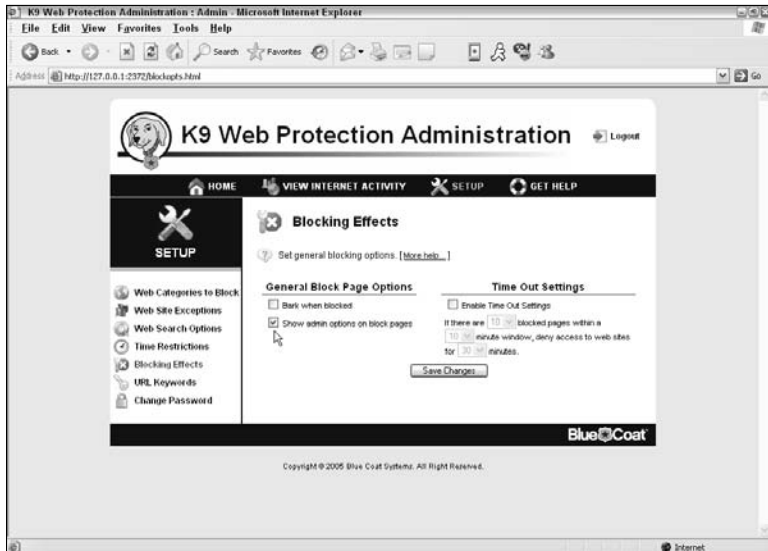 K9 Web Protection Administration : Admin - Microsoft Internet Explorer
File Edit View Favorites Tools Help
Back Search Favorites
Address http://127.0.0.1:2372/blockopts.html Go
K9 Web Protection Administration Logout
HOME VIEW INTERNET ACTIVITY SETUP GET HELP
SETUP
Web Categories to Block
Web Site Exceptions
Web Search Options
Time Restrictions
Blocking Effects
URL Keywords
Change Password
Blocking Effects
Set general blocking options. [More help...]
General Block Page Options
Bark when blocked
Show admin options on block pages
Time Out Settings
Enable Time Out Settings
If there are 10 blocked pages within a
10 minute window, deny access to web sites
for 30 minutes.
Save Changes
Blue Coat
Copyright © 2005 Blue Coat Systems. All Right Reserved.
Internet